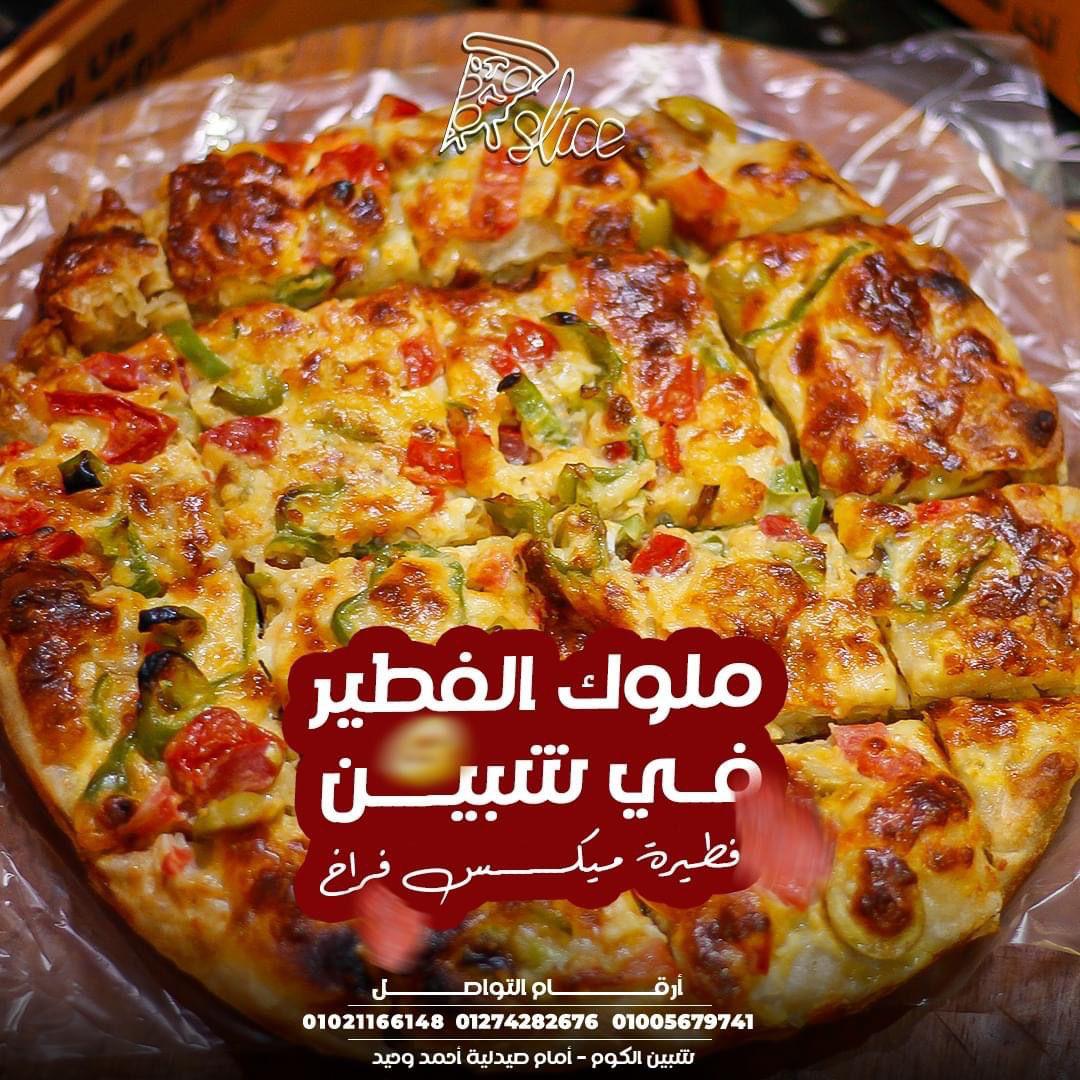 slice
ملوك الفطير
في شبين
فطيرة ميكس فراخ
أرقام التواصل
01021166148 01274282676 01005679741
شبين الكوم - أمام صيدلية أحمد وحيد